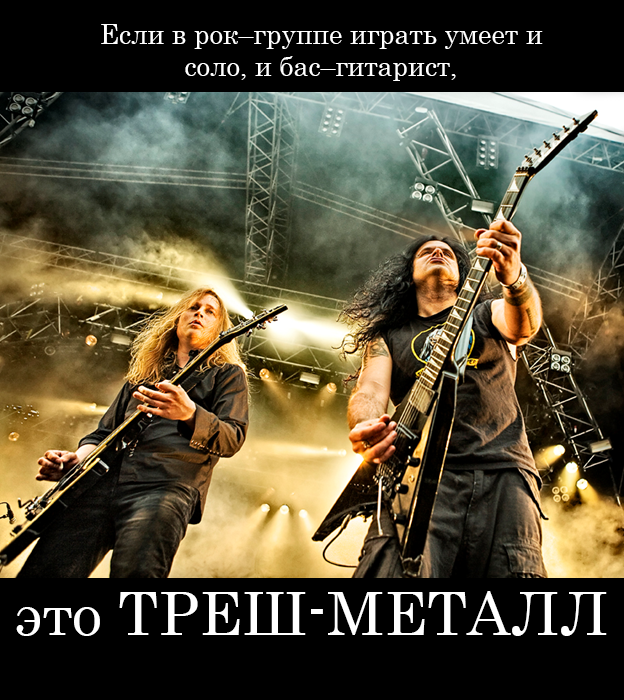 Если в рок–группе играть умеет и
соло, и бас–гитарист,
это ТРЕШ-МЕТАЛЛ